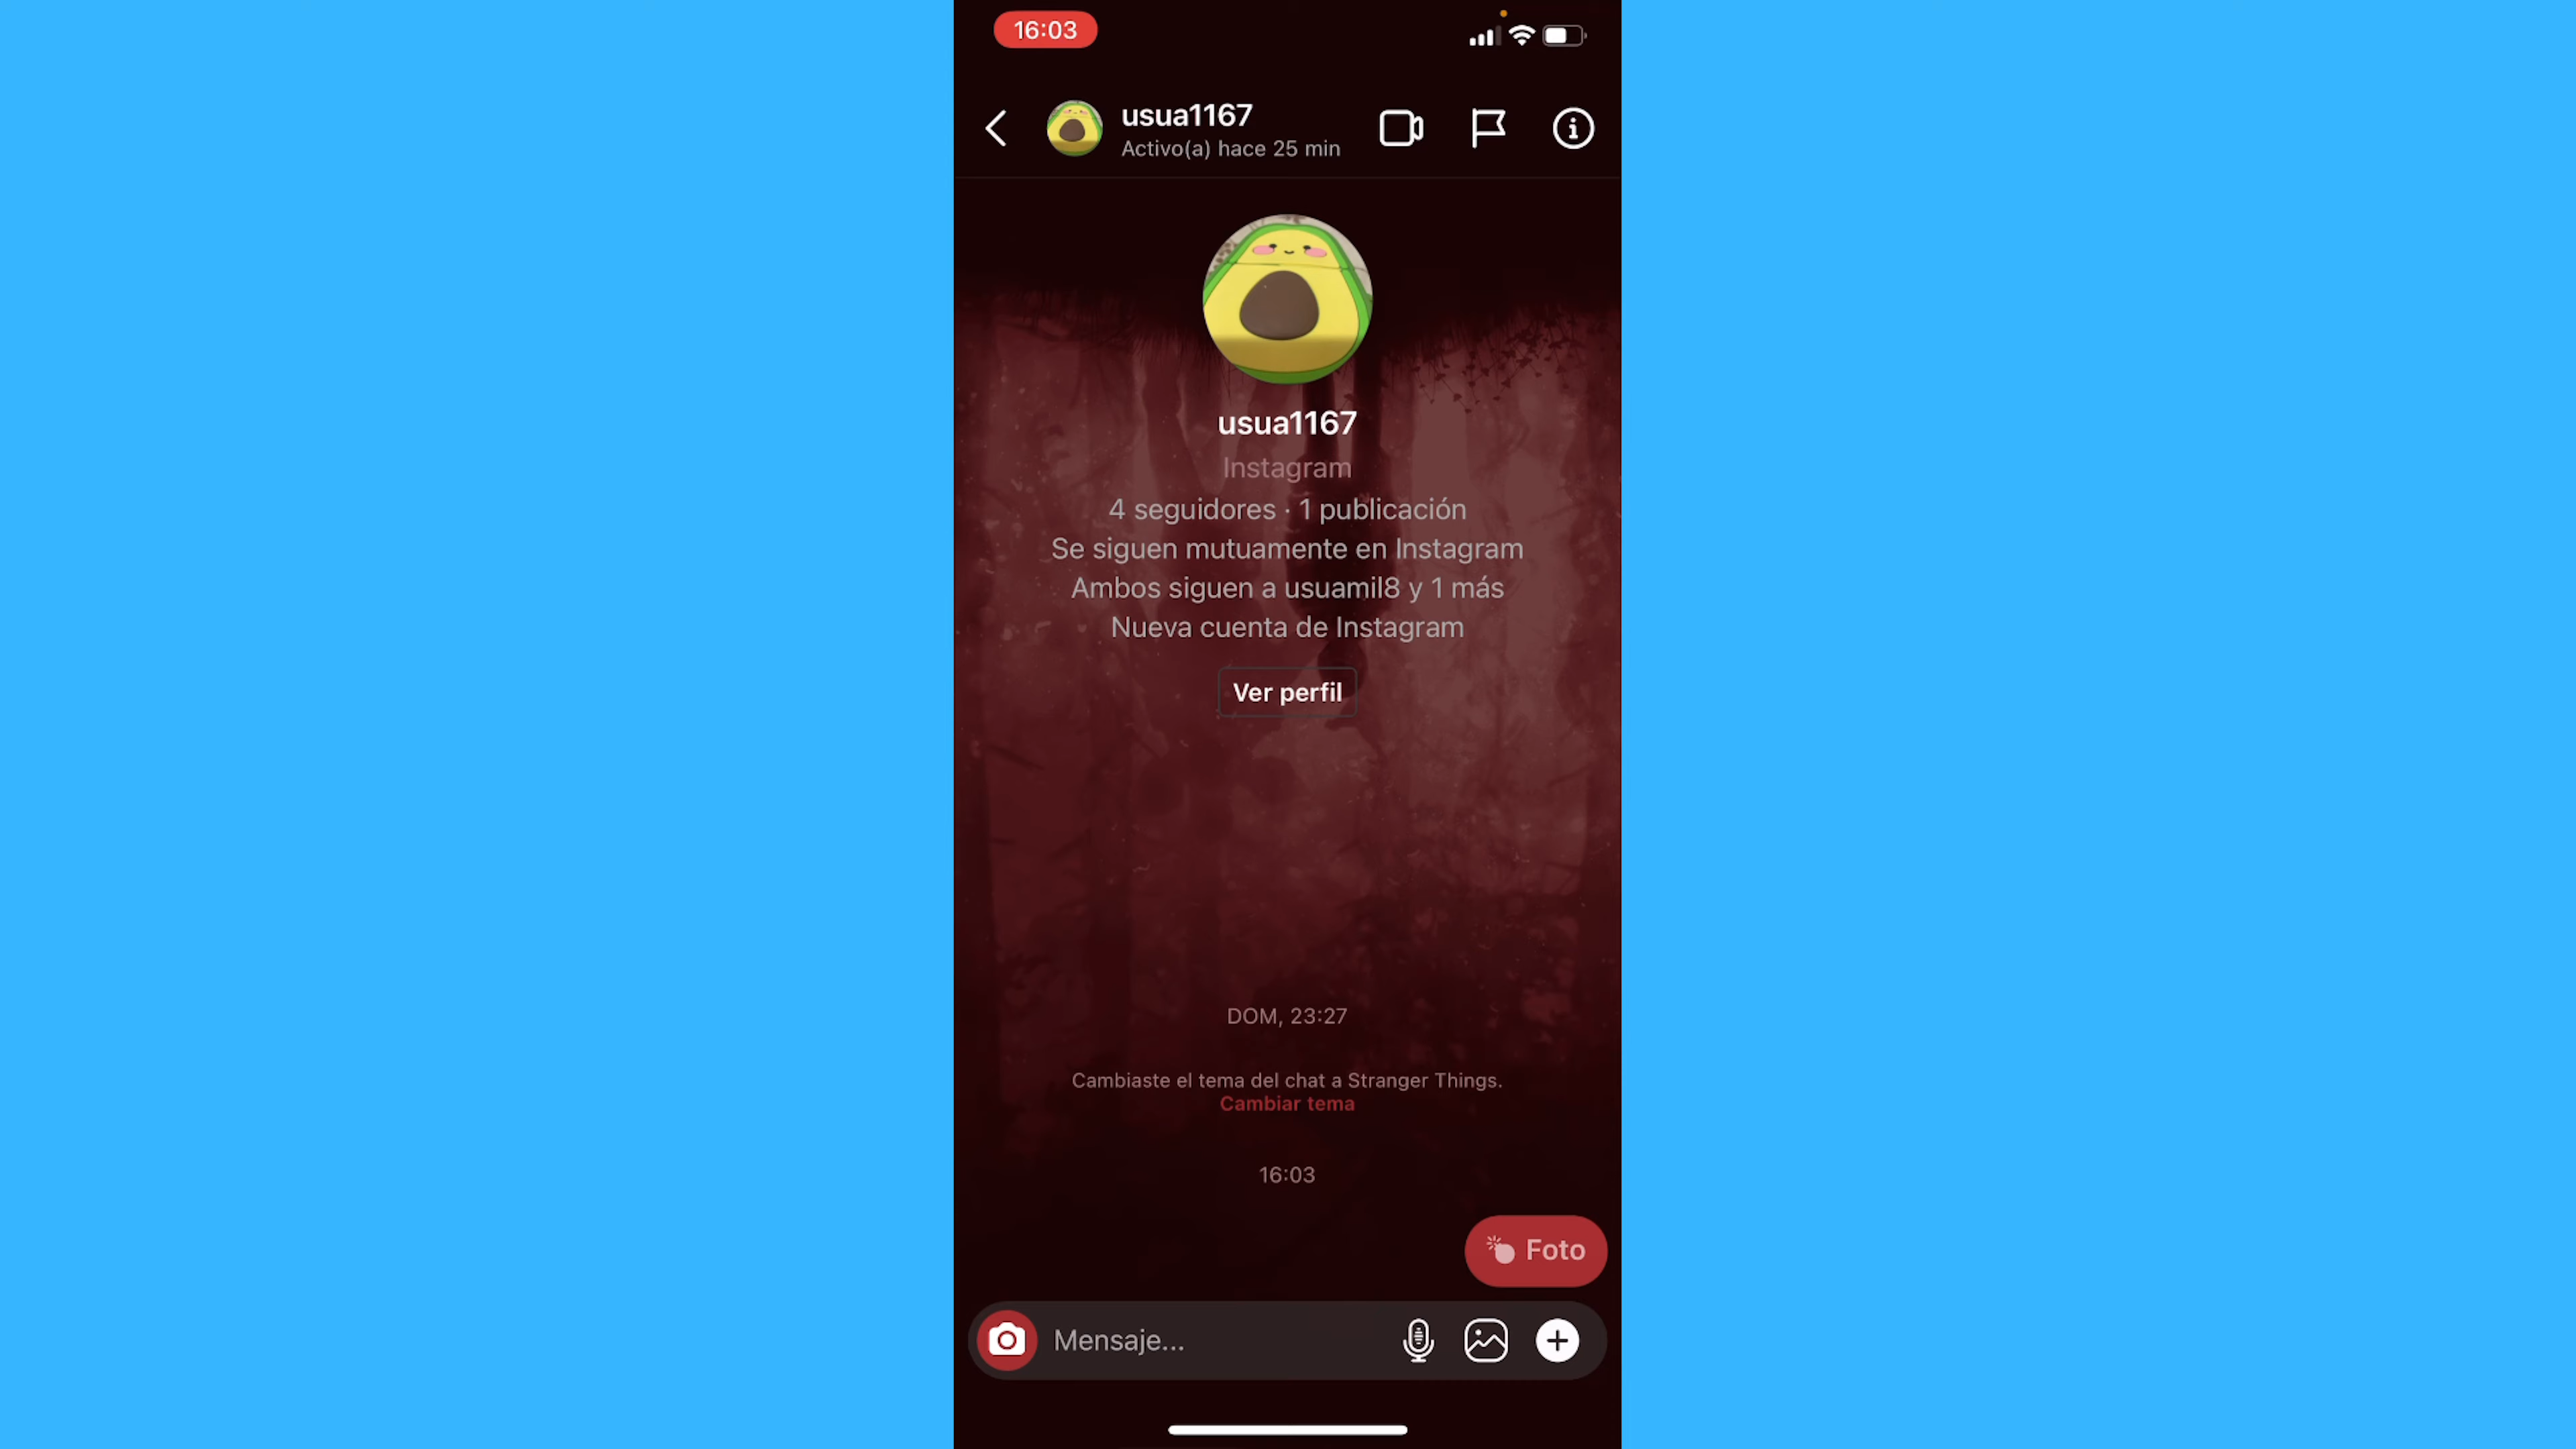 16:03
usua1167
Activo(a) hace 25 min
usua1167
Instagram
4 seguidores · 1 publicación
Se siguen mutuamente en Instagram
Ambos siguen a usuamil8 y 1 más
Nueva cuenta de Instagram
Ver perfil
DOM, 23:27
Cambiaste el tema del chat a Stranger Things.
Cambiar tema
16:03
Foto
Mensaje...